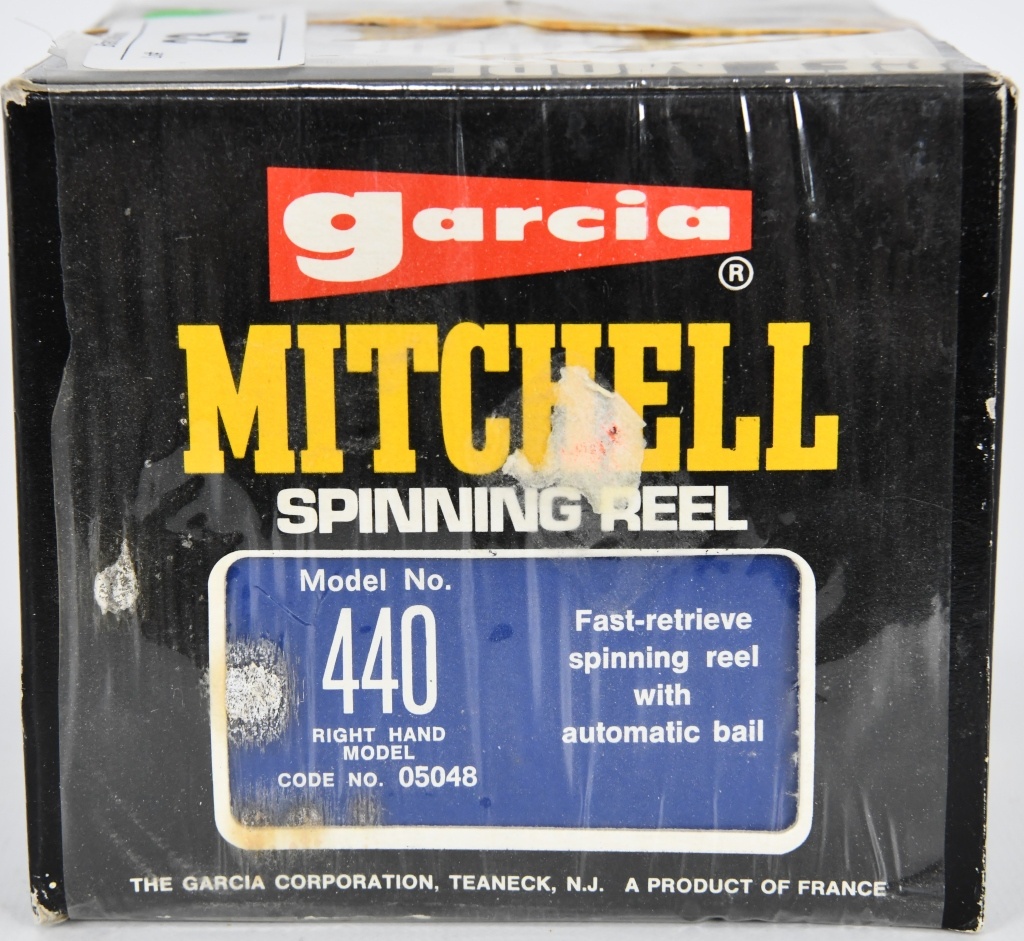 23
garcia
®
MITCHELL
SPINNING REEL
Model No.
440
RIGHT HAND
MODEL
CODE NO. 05048
Fast-retrieve
spinning reel
with
automatic bail
THE GARCIA CORPORATION, TEANECK, N.J. A PRODUCT OF FRANCE